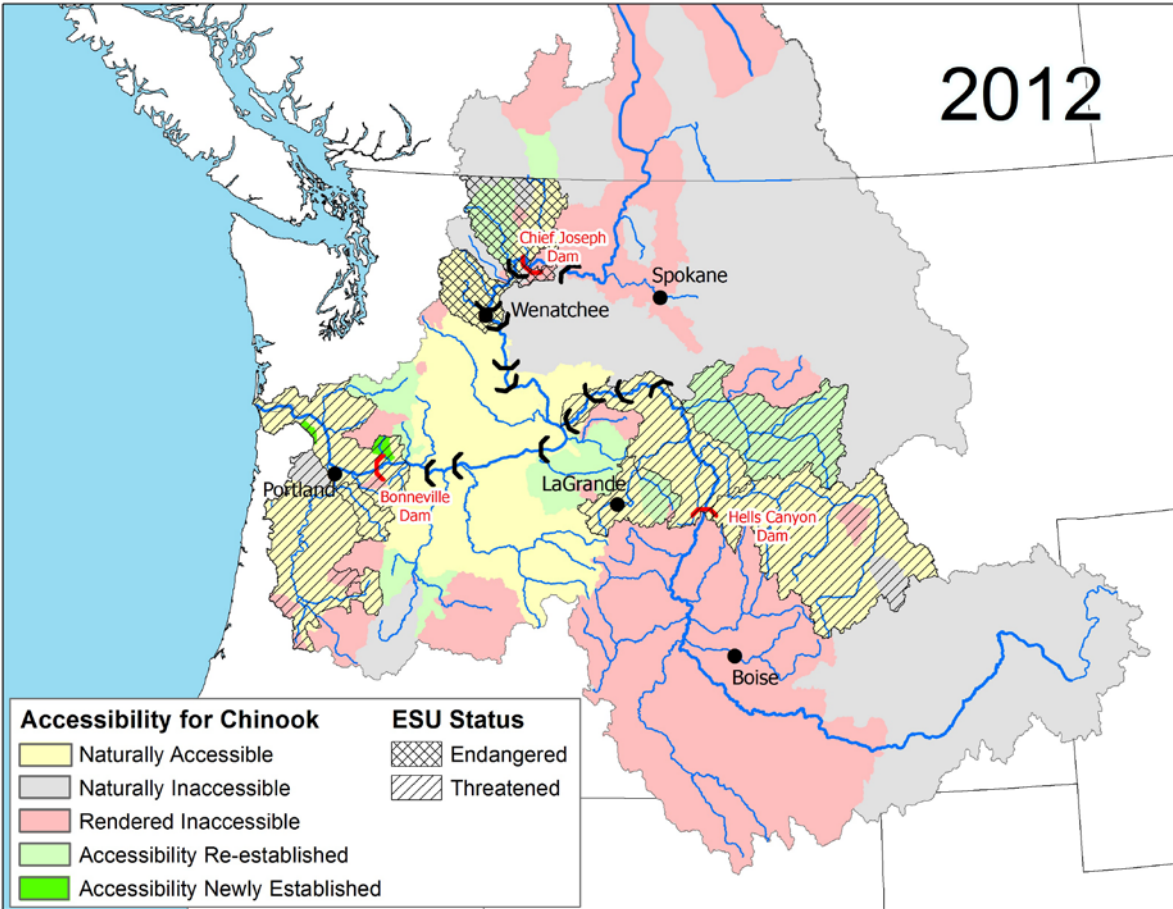 2012
Chief Joseph
Dam
Spokane
Wenatchee
Portland
Bonneville
Dam
LaGrande
Hells Canyon
Dam
Boise
Accessibility for Chinook
Naturally Accessible
Naturally Inaccessible
Rendered Inaccessible
Accessibility Re-established
Accessibility Newly Established
ESU Status
Endangered
Threatened